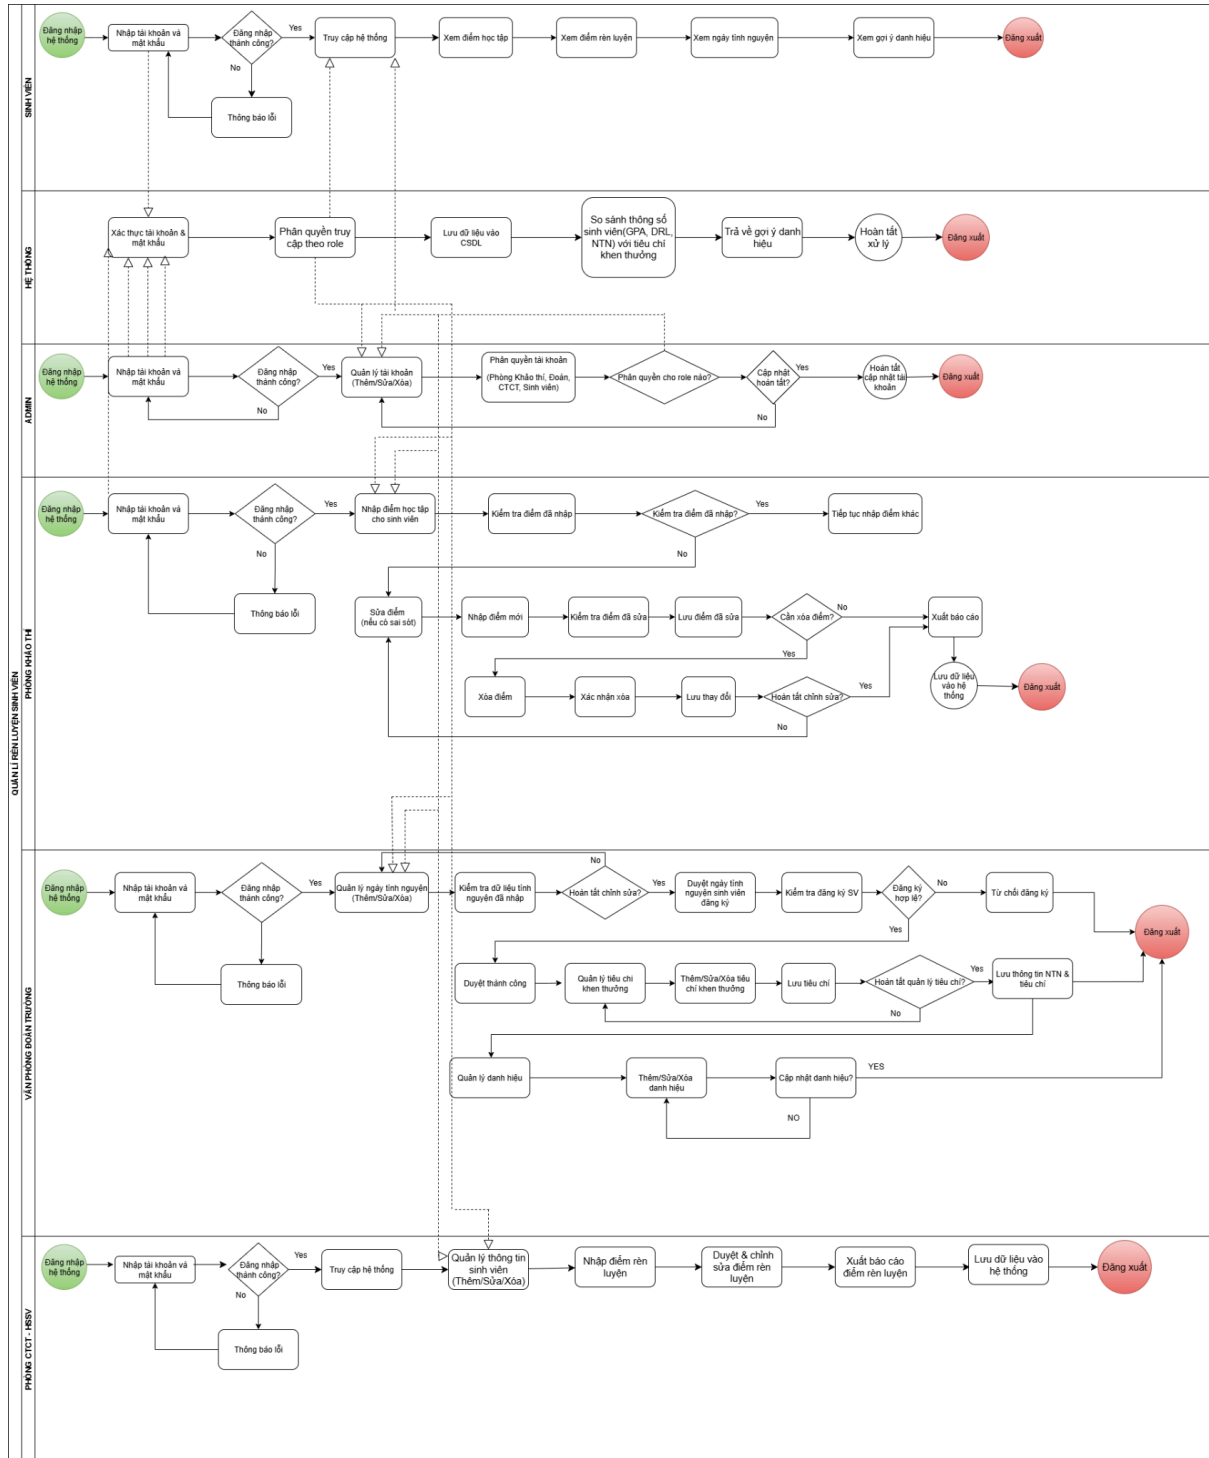 QUẢN LÍ RÈN LUYỆN SINH VIÊN
SINH VIÊN
Đăng nhập
hệ thống
Nhập tài khoản và
mật khẩu
Đăng nhập
thành công?
Yes
No
Thông báo lỗi
Truy cập hệ thống
Xem điểm học tập
Xem điểm rèn luyện
Xem ngày tình nguyện
Xem gợi ý danh hiệu
Đăng xuất
HỆ THỐNG
Xác thực tài khoản &
mật khẩu
Phân quyền truy
cập theo role
Lưu dữ liệu vào
CSDL
So sánh thông số
sinh viên(GPA, DRL,
NTN) với tiêu chí
khen thưởng
Trả về gợi ý danh
hiệu
Hoàn tất
xử lý
Đăng xuất
ADMIN
Đăng nhập
hệ thống
Nhập tài khoản và
mật khẩu
Đăng nhập
thành công?
Yes
No
Quản lý tài khoản
(Thêm/Sửa/Xóa)
Phân quyền tài khoản
(Phòng Khảo thí, Đoàn,
CTCT, Sinh viên)
Phân quyền cho role nào?
Cập nhật
hoàn tất?
Yes
No
Hoàn tất
cập nhật tài
khoản
Đăng xuất
PHÒNG KHẢO THÍ
Đăng nhập
hệ thống
Nhập tài khoản và
mật khẩu
Đăng nhập
thành công?
Yes
No
Thông báo lỗi
Nhập điểm học tập
cho sinh viên
Kiểm tra điểm đã nhập
Kiểm tra điểm đã nhập?
Yes
No
Tiếp tục nhập điểm khác
Sửa điểm
(nếu có sai sót)
Nhập điểm mới
Kiểm tra điểm đã sửa
Lưu điểm đã sửa
Cần xóa điểm?
No
Yes
Xuất báo cáo
Xóa điểm
Xác nhận xóa
Lưu thay đổi
Hoàn tất chỉnh sửa?
Yes
No
Lưu dữ liệu
vào hệ
thống
Đăng xuất
VĂN PHÒNG ĐOÀN TRƯỜNG
Đăng nhập
hệ thống
Nhập tài khoản và
mật khẩu
Đăng nhập
thành công?
Yes
No
Thông báo lỗi
Quản lý ngày tình nguyện
(Thêm/Sửa/Xóa)
Kiểm tra dữ liệu tình
nguyện đã nhập
No
Hoàn tất chỉnh sửa?
Yes
Duyệt ngày tình
nguyện sinh viên
đăng ký
Kiểm tra đăng ký SV
Đăng ký
hợp lệ?
No
Yes
Từ chối đăng ký
Đăng xuất
Duyệt thành công
Quản lý tiêu chi
khen thưởng
Thêm/Sửa/Xóa tiêu
chí khen thưởng
Lưu tiêu chí
Hoàn tất quản lý tiêu chí?
Yes
No
Lưu thông tin NTN &
tiêu chí
Quản lý danh hiệu
Thêm/Sửa/Xóa
danh hiệu
Cập nhật danh hiệu?
YES
NO
PHÒNG CTCT - HSSV
Đăng nhập
hệ thống
Nhập tài khoản và
mật khẩu
Đăng nhập
thành công?
Yes
No
Thông báo lỗi
Truy cập hệ thống
Quản lý thông tin
sinh viên
(Thêm/Sửa/Xóa)
Nhập điểm rèn
luyện
Duyệt & chỉnh
sửa điểm rèn
luyện
Xuất báo cáo
điểm rèn luyện
Lưu dữ liệu vào
hệ thống
Đăng xuất